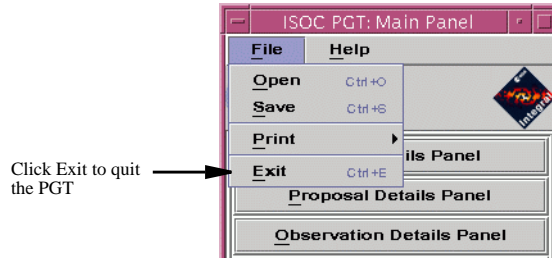 ISOC PGT: Main Panel
File Help
Open Ctrl+O
Save Ctrl+S
Print
Exit Ctrl+E
Click Exit to quit
the PGT
ils Panel
Proposal Details Panel
Observation Details Panel
Integral